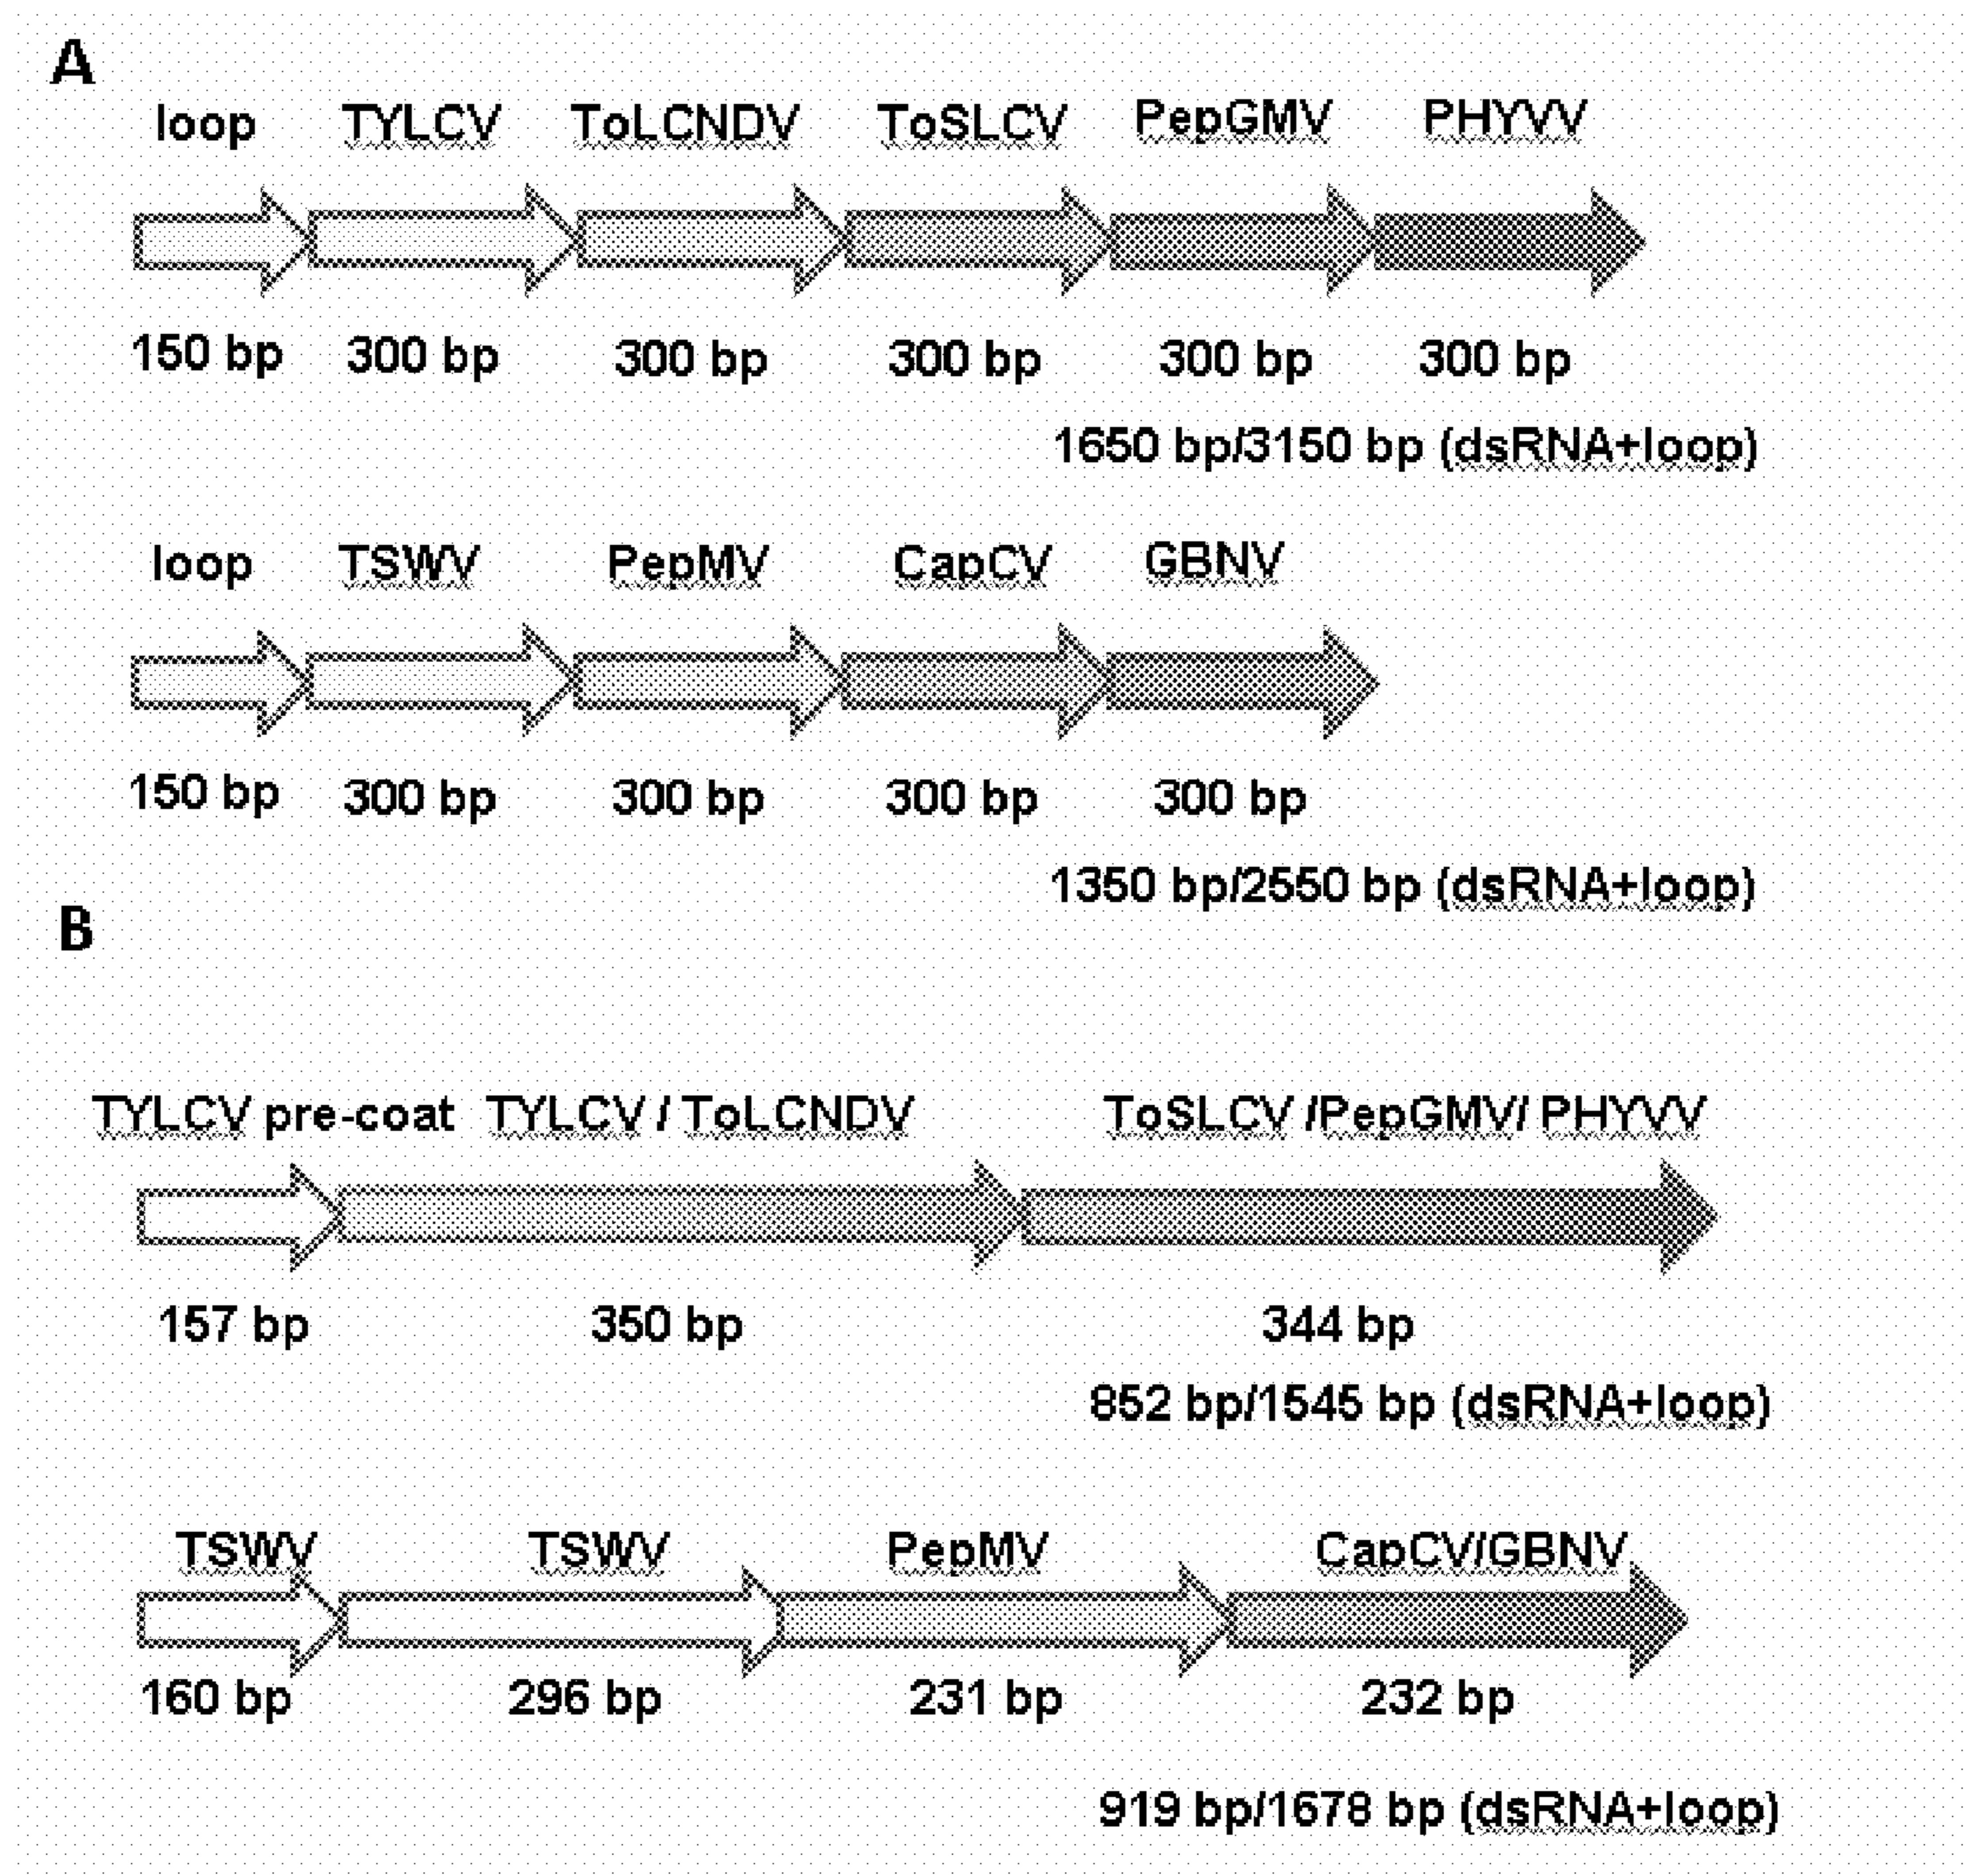 A
loop TYLCV ToLCNDV ToSLCV PepGMV PHYVV
150 bp 300 bp 300 bp 300 bp 300 bp 300 bp
1650 bp/3150 bp (dsRNA+loop)
loop TSWV PepMV CapCV GBNV
150 bp 300 bp 300 bp 300 bp 300 bp
1350 bp/2550 bp (dsRNA+loop)
B
TYLCV pre-coat TYLCV / ToLCNDV ToSLCV /PepGMV/ PHYVV
157 bp 350 bp 344 bp
852 bp/1545 bp (dsRNA+loop)
TSWV TSWV PepMV CapCV/GBNV
160 bp 296 bp 231 bp 232 bp
919 bp/1678 bp (dsRNA+loop)